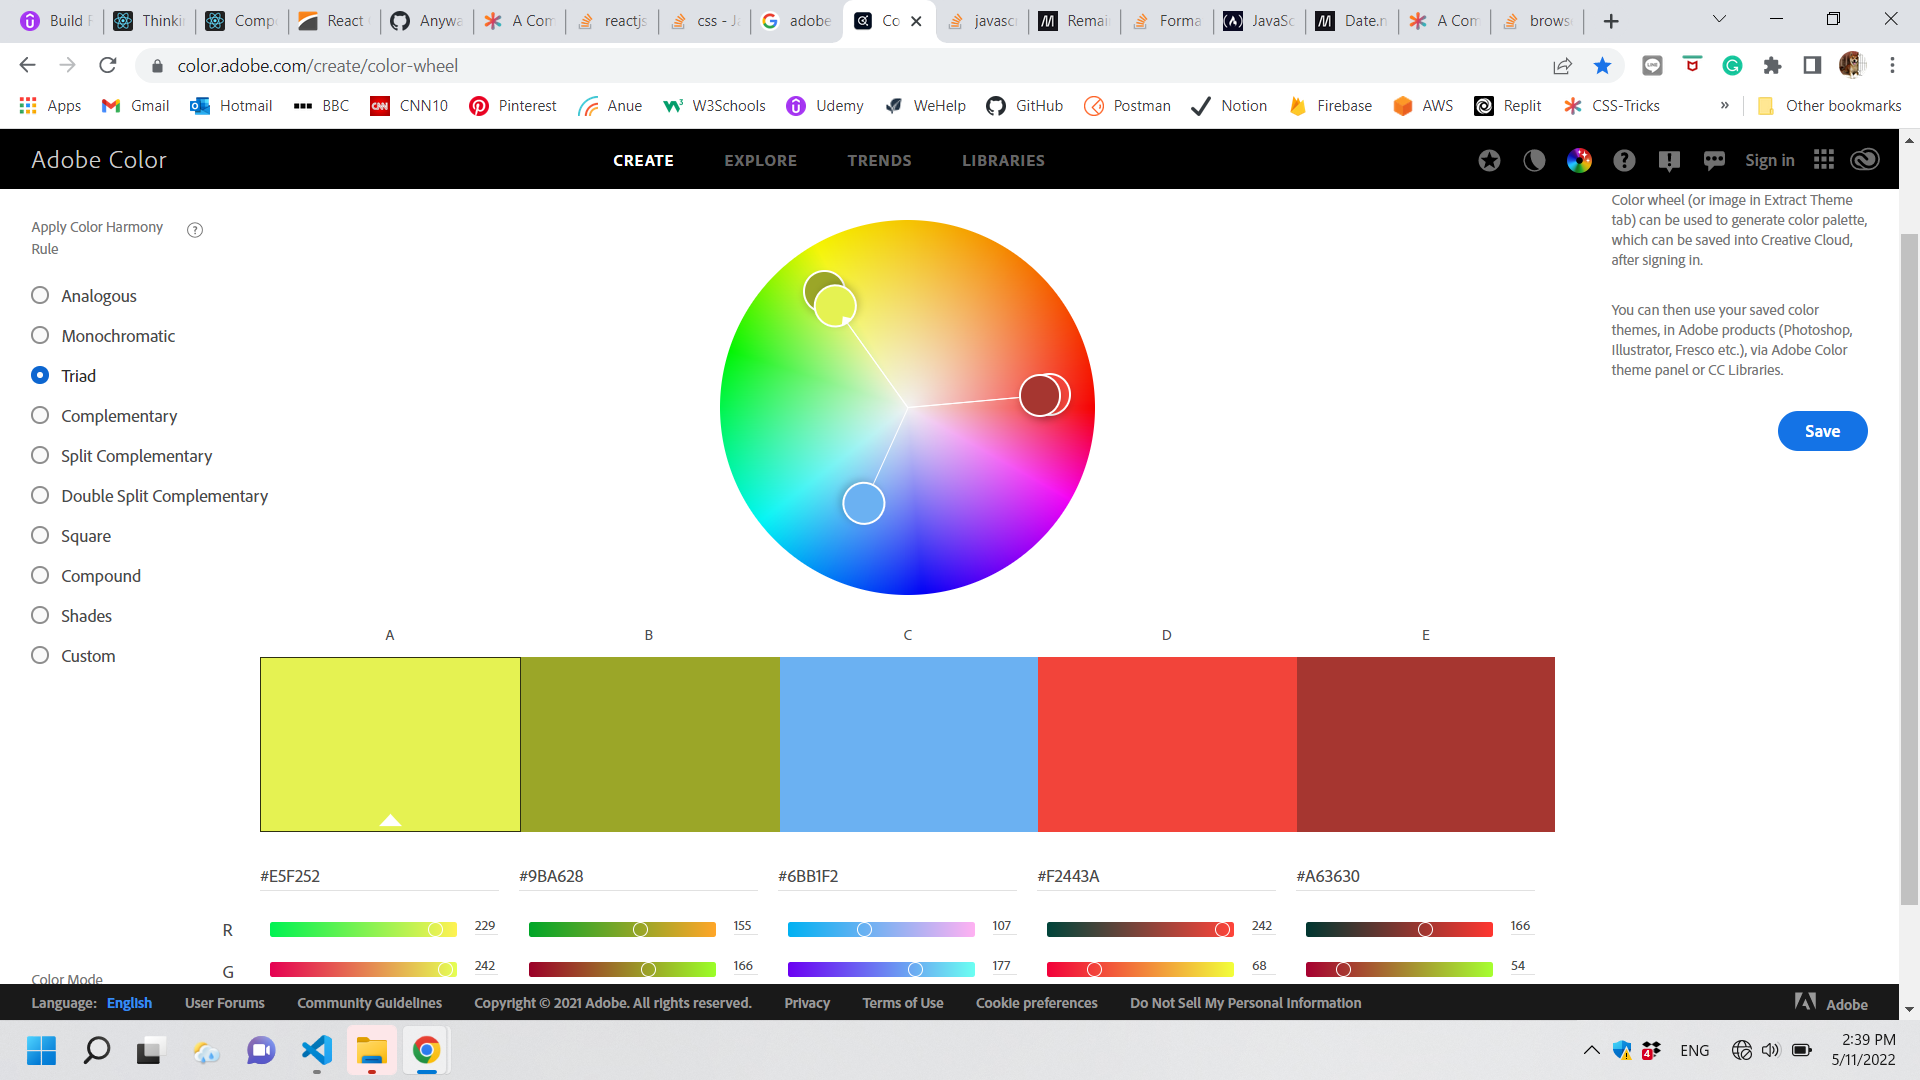 Build F
Thinkin
Compo
React
Anywa
A Com
reactjs
css - Ja
adobe
Co
javascr
Remai
Forma
JavaSc
Date.n
A Com
brows
color.adobe.com/create/color-wheel
Apps
Gmail
Hotmail
BBC
CNN10
Pinterest
Anue
W3Schools
Udemy
WeHelp
GitHub
Postman
Notion
Firebase
AWS
Replit
CSS-Tricks
»
Other bookmarks
Adobe Color
CREATE
EXPLORE
TRENDS
LIBRARIES
Sign in
Apply Color Harmony
Rule
Analogous
Monochromatic
Triad
Complementary
Split Complementary
Double Split Complementary
Square
Compound
Shades
Custom
Color wheel (or image in Extract Theme
tab) can be used to generate color palette,
which can be saved into Creative Cloud,
after signing in.
You can then use your saved color
themes, in Adobe products (Photoshop,
Illustrator, Fresco etc.), via Adobe Color
theme panel or CC Libraries.
Save
A B C D E
#E5F252 #9BA628 #6BB1F2 #F2443A #A63630
R 229 155 107 242 166
G 242 166 177 68 54
Color Mode
Language: English User Forums Community Guidelines Copyright © 2021 Adobe. All rights reserved. Privacy Terms of Use Cookie preferences Do Not Sell My Personal Information Adobe
4
ENG
2:39 PM
5/11/2022